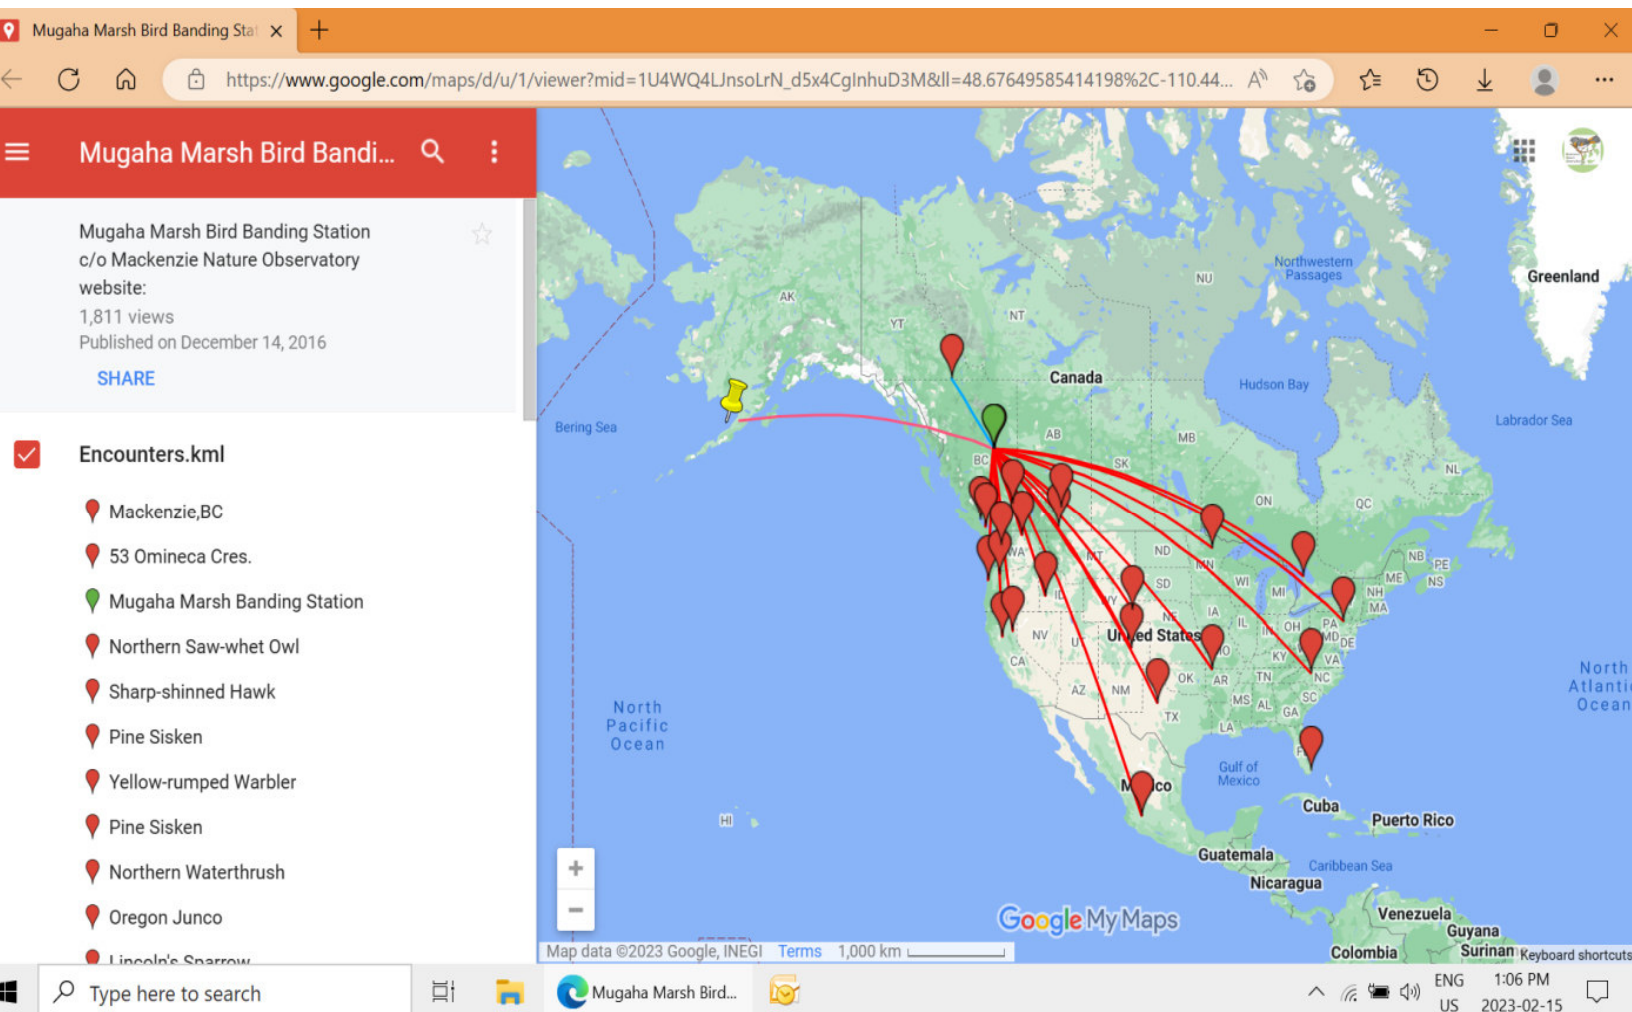 Mugaha Marsh Bird Banding Stat
https://www.google.com/maps/d/u/1/viewer?mid=1U4WQ4LJnsoLrN_d5x4CgInhuD3M&ll=48.67649585414198%2C-110.44...
Mugaha Marsh Bird Bandi...
Mugaha Marsh Bird Banding Station
c/o Mackenzie Nature Observatory
website:
1,811 views
Published on December 14, 2016
SHARE
Encounters.kml
Mackenzie,BC
53 Omineca Cres.
Mugaha Marsh Banding Station
Northern Saw-whet Owl
Sharp-shinned Hawk
Pine Sisken
Yellow-rumped Warbler
Pine Sisken
Northern Waterthrush
Oregon Junco
Lincoln's Sparrow
Northwestern
Passages
NU
Greenland
AK
NT
YT
Canada
Hudson Bay
Labrador Sea
Bering Sea
AB
MB
BC
SK
NL
ON
QC
WA
MT
ND
MN
NB
PE
ME
NS
SD
WI
MI
NH
MA
ID
WY
IA
NE
IL
IN
OH
PA
MD
DE
NV
UT
United States
MO
KY
VA
CA
OK
AR
TN
NC
AZ
NM
MS
AL
GA
SC
TX
LA
North
Pacific
Ocean
North
Atlantic
Ocean
Gulf of
Mexico
Mexico
Cuba
Puerto Rico
HI
Guatemala
Caribbean Sea
Nicaragua
Venezuela
Guyana
Colombia
Surinam
Google My Maps
Map data ©2023 Google, INEGI Terms 1,000 km
Keyboard shortcuts
Type here to search
Mugaha Marsh Bird...
ENG
US
1:06 PM
2023-02-15